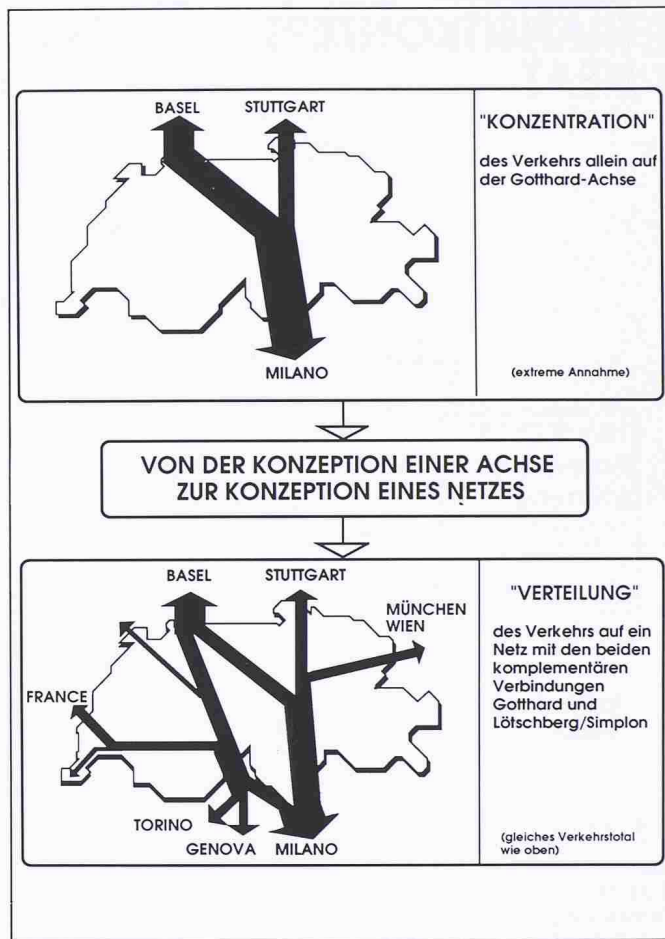 BASEL
STUTTGART
MILANO
"KONZENTRATION"
des Verkehrs allein auf
der Gotthard-Achse
(extreme Annahme)
VON DER KONZEPTION EINER ACHSE
ZUR KONZEPTION EINES NETZES
BASEL
STUTTGART
MÜNCHEN
WIEN
FRANCE
TORINO
GENOVA
MILANO
"VERTEILUNG"
des Verkehrs auf ein
Netz mit den beiden
komplementären
Verbindungen
Gotthard und
Lötschberg/Simplon
(gleiches Verkehrstotal
wie oben)